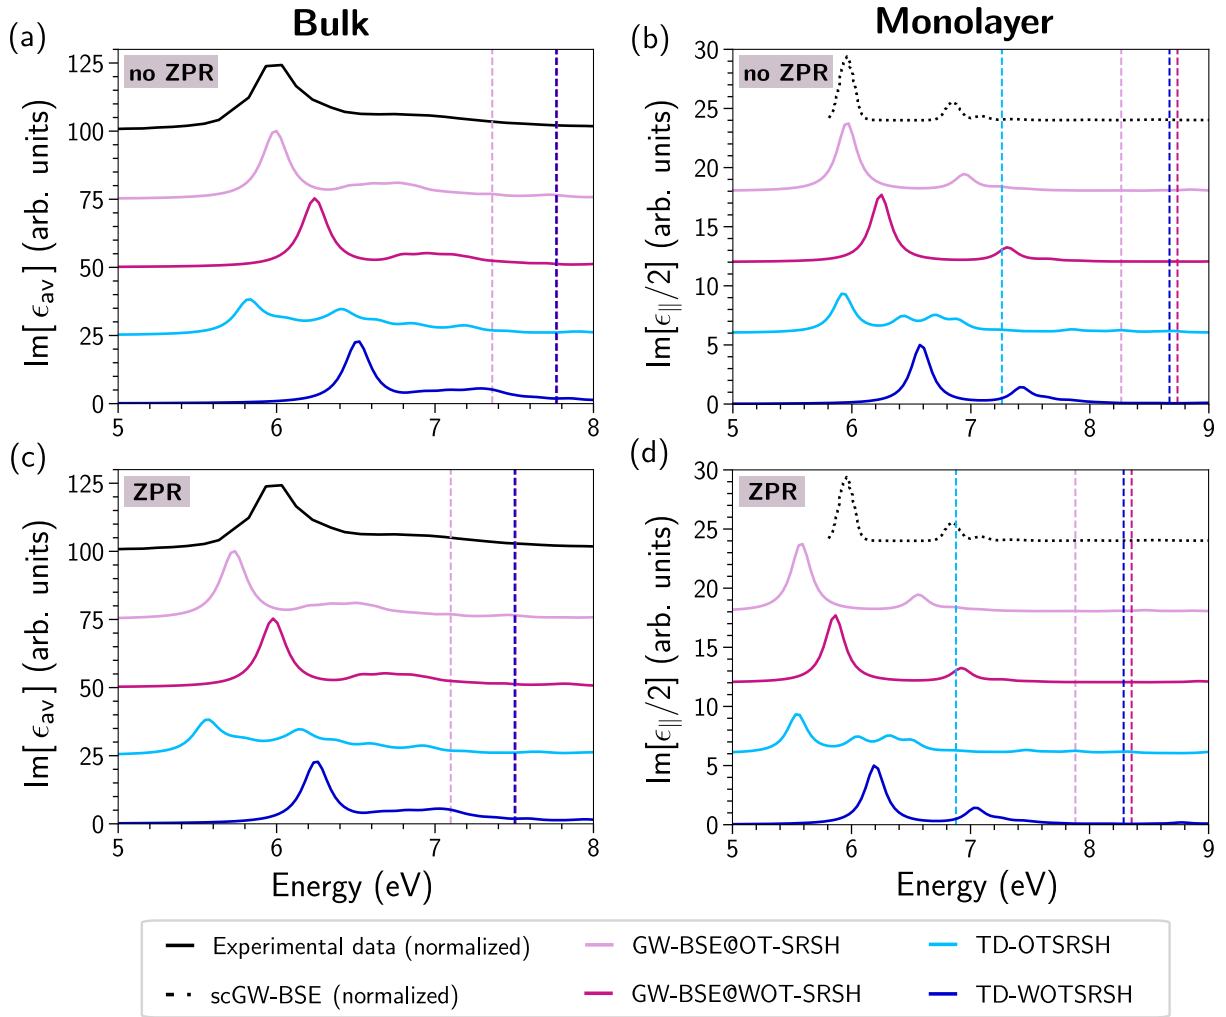 Bulk
Monolayer
(a)
no ZPR
Im[ϵav] (arb. units)
125
100
75
50
25
0
5 6 7 8
(b)
no ZPR
Im[ϵ∥/2] (arb. units)
30
25
20
15
10
5
0
5 6 7 8 9
(c)
ZPR
Im[ϵav] (arb. units)
125
100
75
50
25
0
5 6 7 8
Energy (eV)
(d)
ZPR
Im[ϵ∥/2] (arb. units)
30
25
20
15
10
5
0
5 6 7 8 9
Energy (eV)
Experimental data (normalized)
GW-BSE@OT-SRSH
TD-OTSRSH
scGW-BSE (normalized)
GW-BSE@WOT-SRSH
TD-WOTSRSH